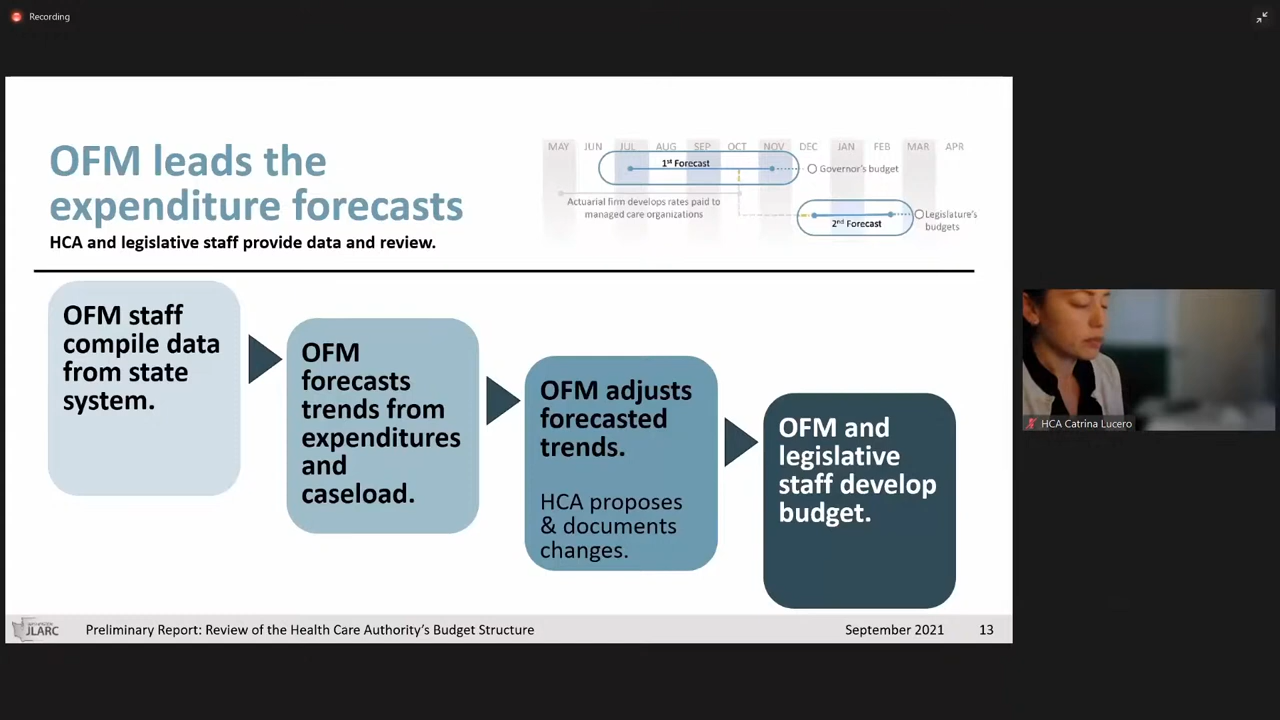 Recording
OFM leads the
expenditure forecasts
HCA and legislative staff provide data and review.
MAY JUN JUL AUG SEP OCT NOV DEC JAN FEB MAR APR
1st Forecast
Governor's budget
Actuarial firm develops rates paid to
managed care organizations
Legislature's
budgets
2nd Forecast
OFM staff
compile data
from state
system.
OFM
forecasts
trends from
expenditures
and
caseload.
OFM adjusts
forecasted
trends.
HCA proposes
& documents
changes.
OFM and
legislative
staff develop
budget.
HCA Catrina Lucero
JLARC
Preliminary Report: Review of the Health Care Authority's Budget Structure
September 2021
13